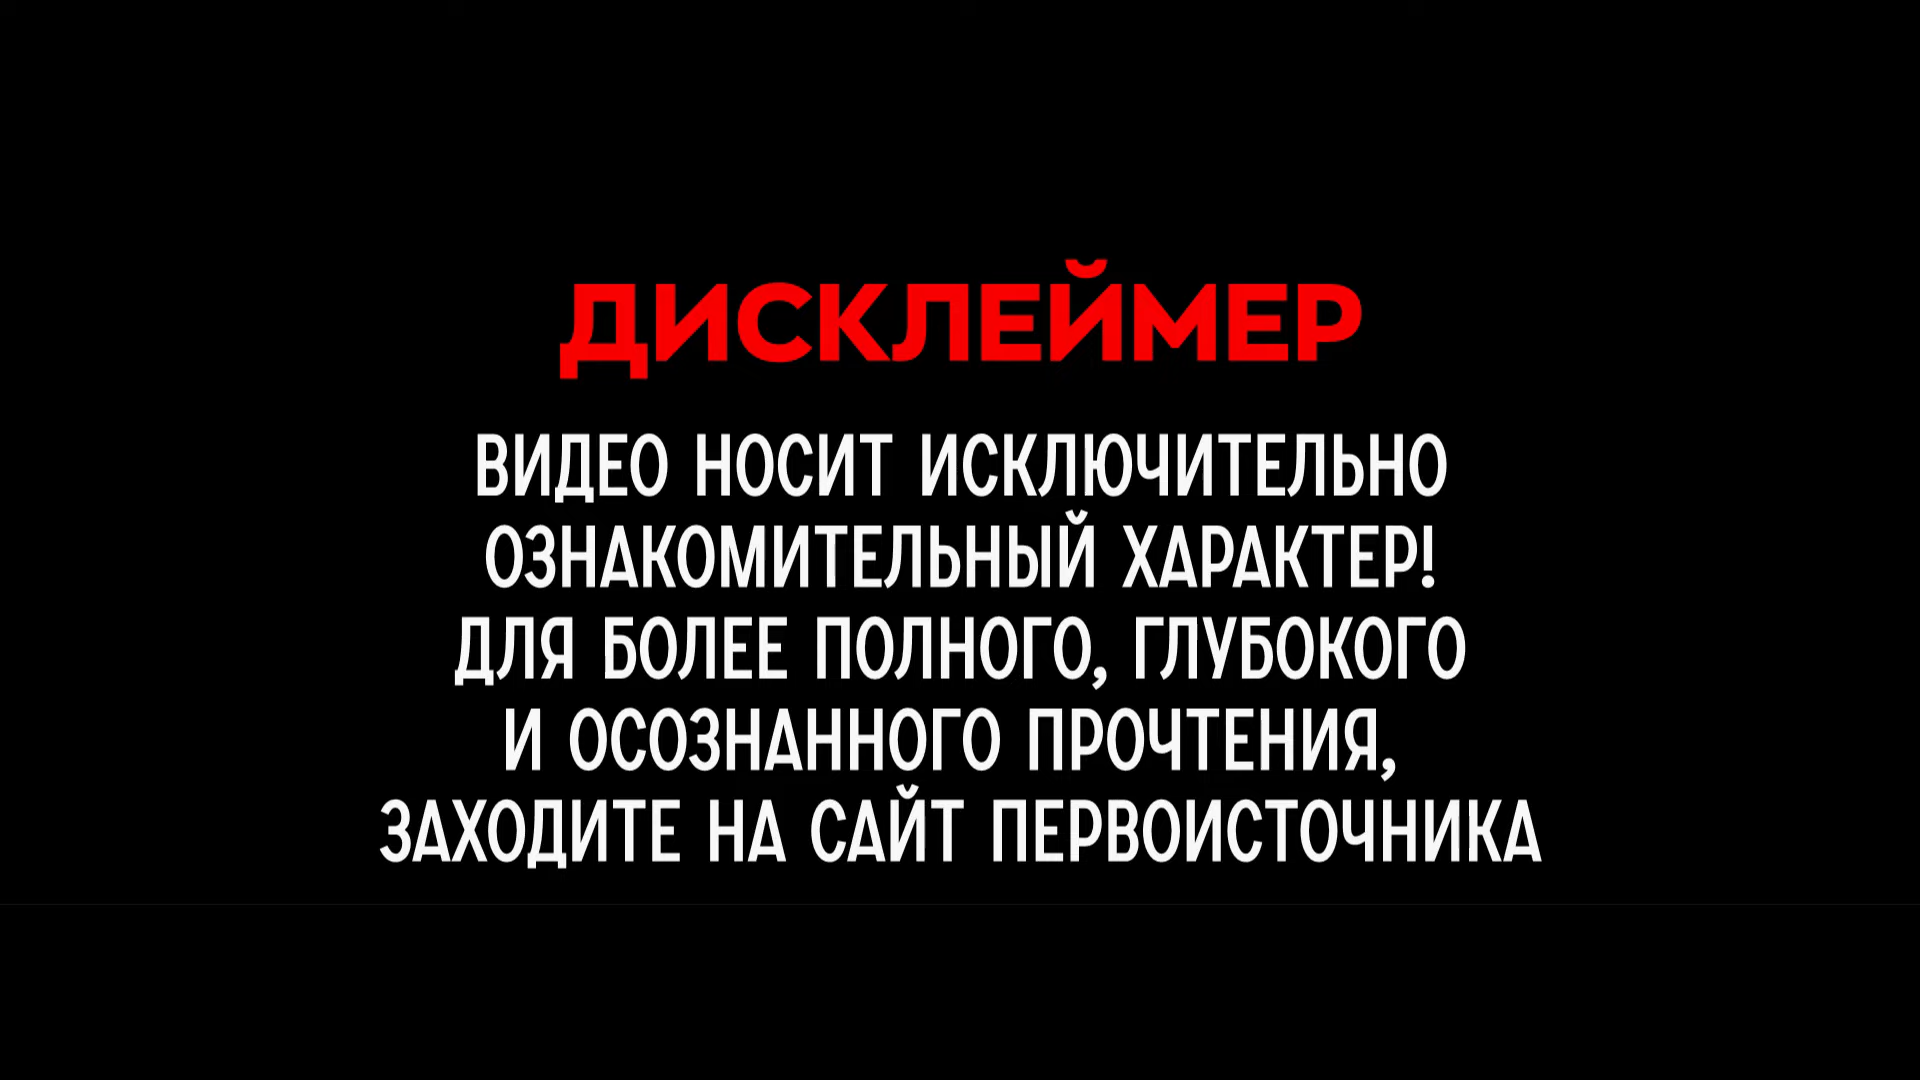 ДИСКЛЕЙМЕР
ВИДЕО НОСИТ ИСКЛЮЧИТЕЛЬНО
ОЗНАКОМИТЕЛЬНЫЙ ХАРАКТЕР!
ДЛЯ БОЛЕЕ ПОЛНОГО, ГЛУБОКОГО
И ОСОЗНАННОГО ПРОЧТЕНИЯ,
ЗАХОДИТЕ НА САЙТ ПЕРВОИСТОЧНИКА